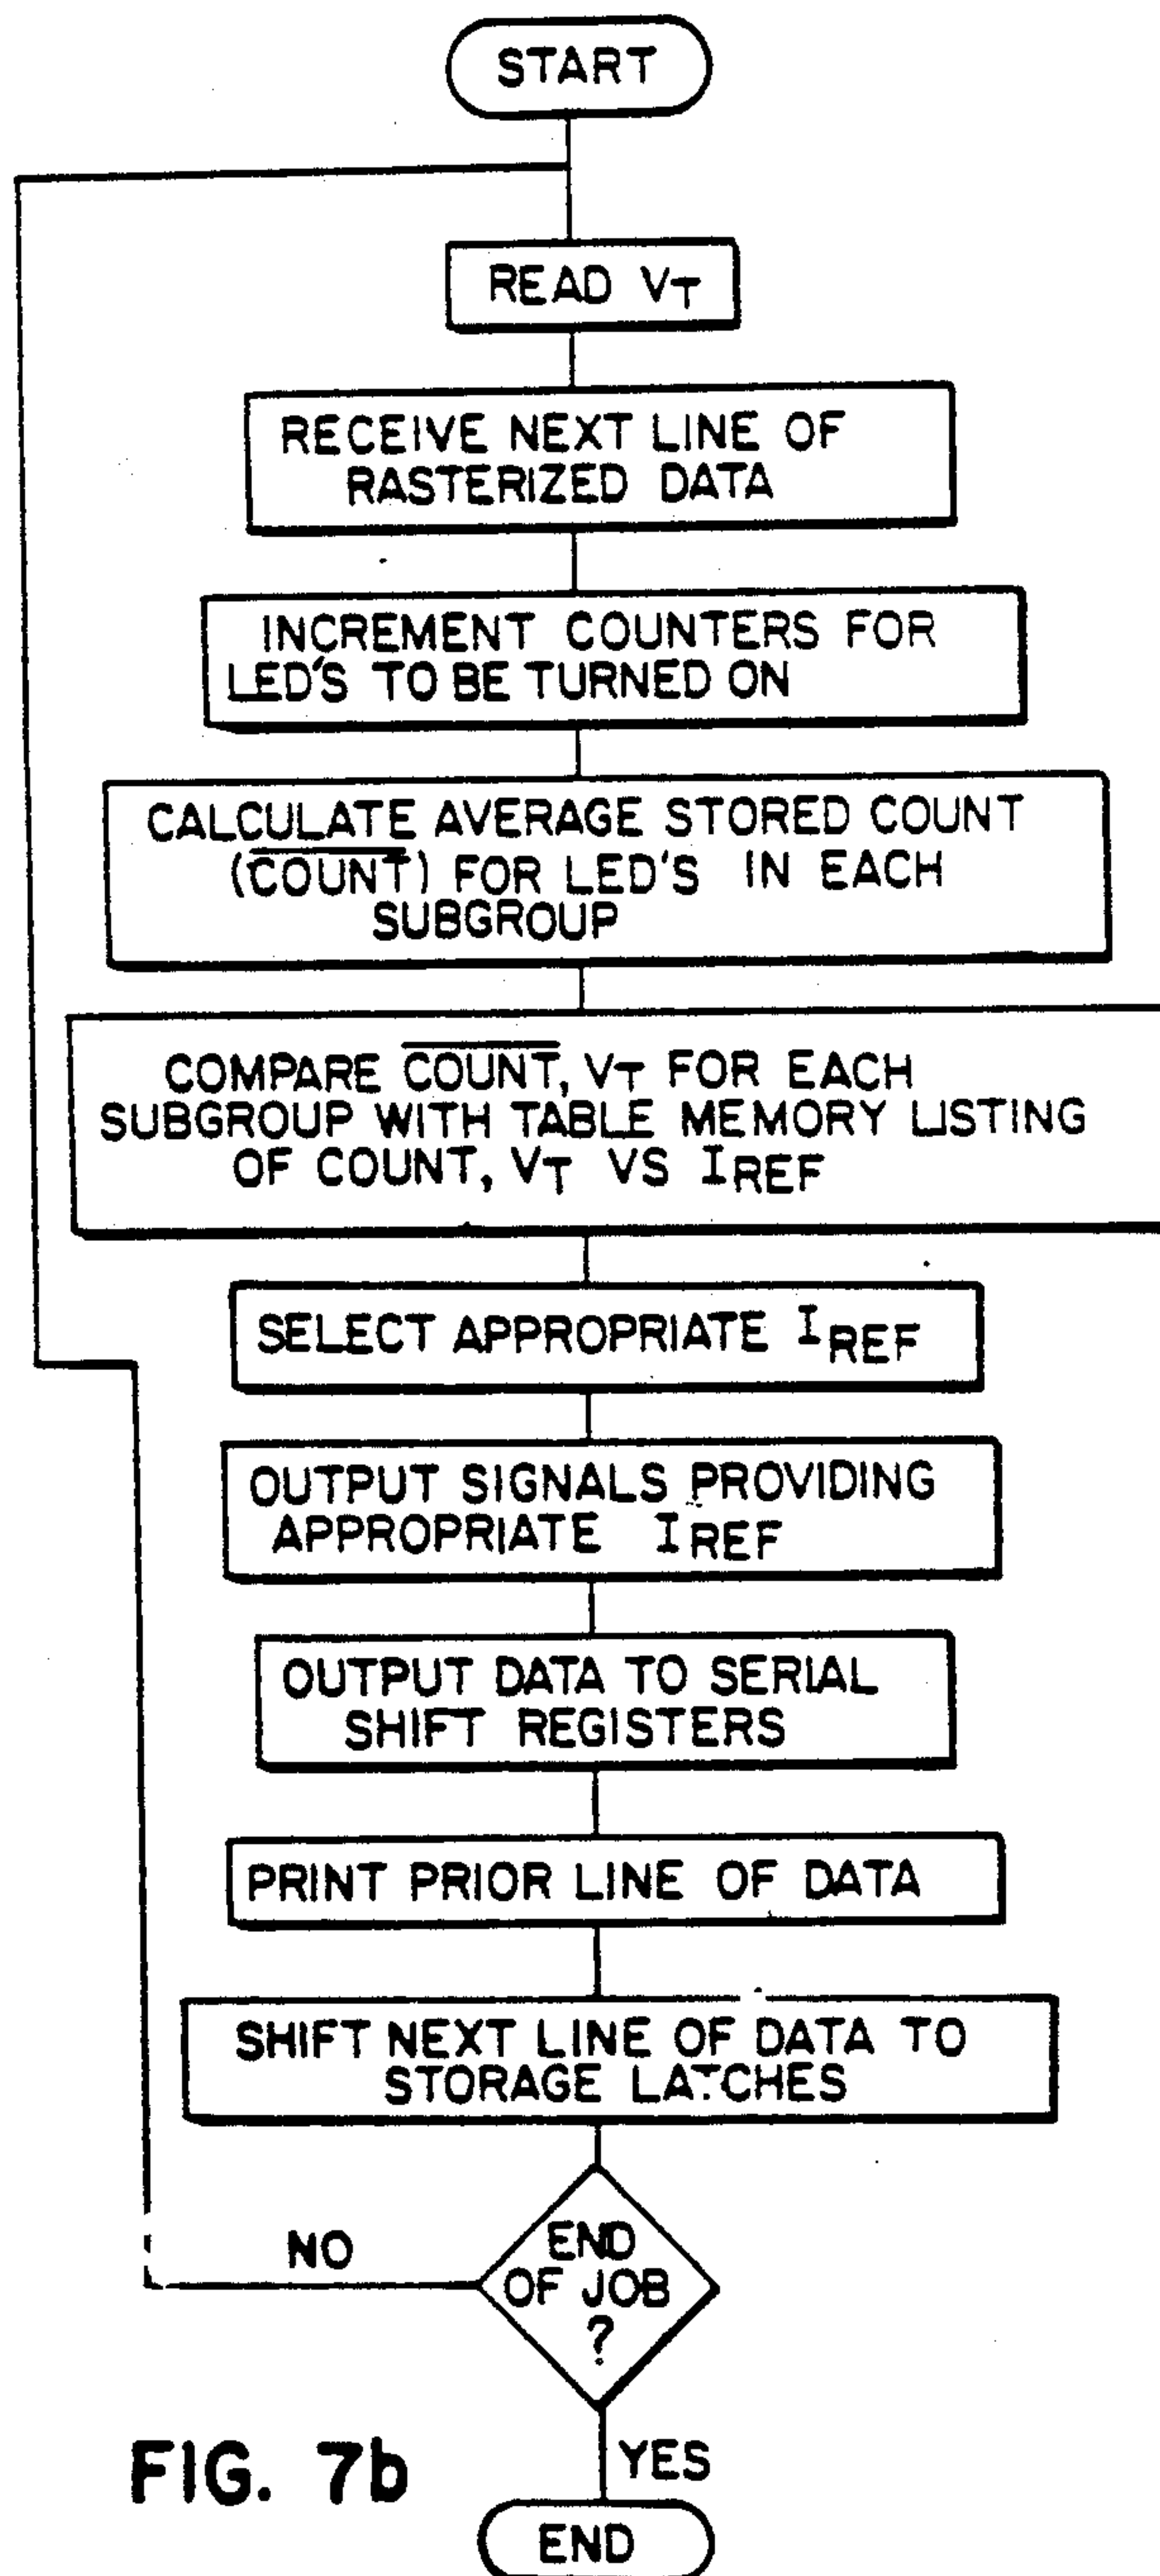 START
READ VT
RECEIVE NEXT LINE OF
RASTERIZED DATA
INCREMENT COUNTERS FOR
LED'S TO BE TURNED ON
CALCULATE AVERAGE STORED COUNT
(COUNT) FOR LED'S IN EACH
SUBGROUP
COMPARE COUNT, VT FOR EACH
SUBGROUP WITH TABLE MEMORY LISTING
OF COUNT, VT VS IREF
SELECT APPROPRIATE IREF
OUTPUT SIGNALS PROVIDING
APPROPRIATE IREF
OUTPUT DATA TO SERIAL
SHIFT REGISTERS
PRINT PRIOR LINE OF DATA
SHIFT NEXT LINE OF DATA TO
STORAGE LATCHES
NO
END
OF JOB
?
YES
END
FIG. 7b